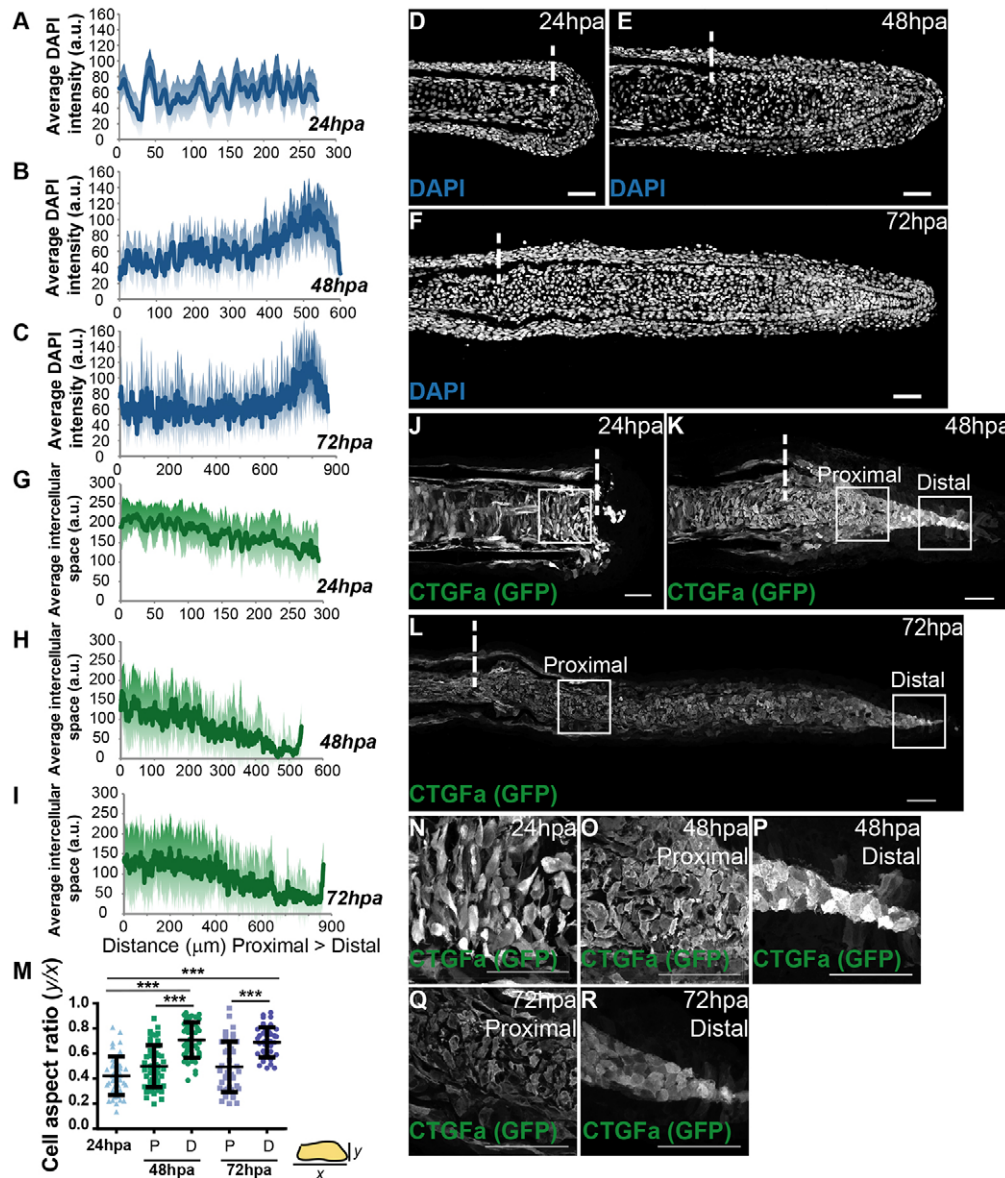 A
Average DAPI
intensity (a.u.)
160
140
120
100
80
60
40
20
0
24hpa
0 50 100 150 200 250 300
B
Average DAPI
intensity (a.u.)
160
140
120
100
80
60
40
20
0
48hpa
0 100 200 300 400 500 600
C
Average DAPI
intensity (a.u.)
160
140
120
100
80
60
40
20
0
72hpa
0 150 300 450 600 750 900
G
Average intercellular
space (a.u.)
300
250
200
150
100
50
0
24hpa
0 50 100 150 200 250 300
H
Average intercellular
space (a.u.)
300
250
200
150
100
50
0
48hpa
0 100 200 300 400 500 600
I
Average intercellular
space (a.u.)
300
250
200
150
100
50
0
72hpa
0 150 300 450 600 750 900
Distance (μm) Proximal > Distal
M
Cell aspect ratio (y/x)
1.0
0.8
0.6
0.4
0.2
0.0
***
***
*** ***
24hpa P D P D
48hpa 72hpa
y
x
D 24hpa
DAPI
E 48hpa
DAPI
F 72hpa
DAPI
J 24hpa
CTGFa (GFP)
K 48hpa
Proximal Distal
CTGFa (GFP)
L 72hpa
Proximal Distal
CTGFa (GFP)
N 24hpa
CTGFa (GFP)
O 48hpa
Proximal
CTGFa (GFP)
P 48hpa
Distal
CTGFa (GFP)
Q 72hpa
Proximal
CTGFa (GFP)
R 72hpa
Distal
CTGFa (GFP)